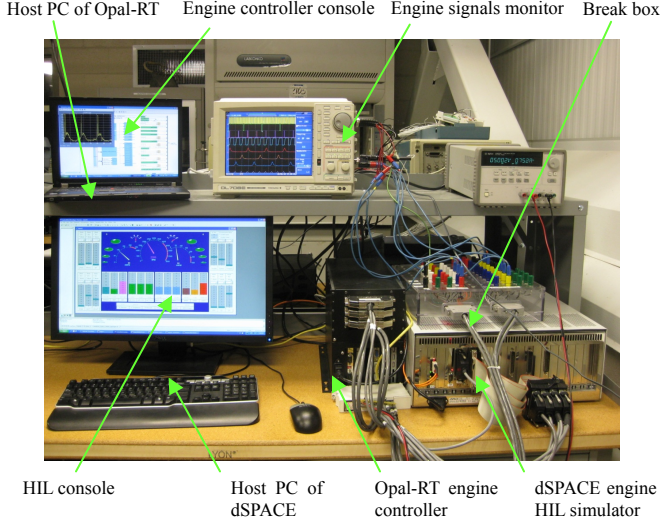 Host PC of Opal-RT
Engine controller console
Engine signals monitor
Break box
HIL console
Host PC of
dSPACE
Opal-RT engine
controller
dSPACE engine
HIL simulator